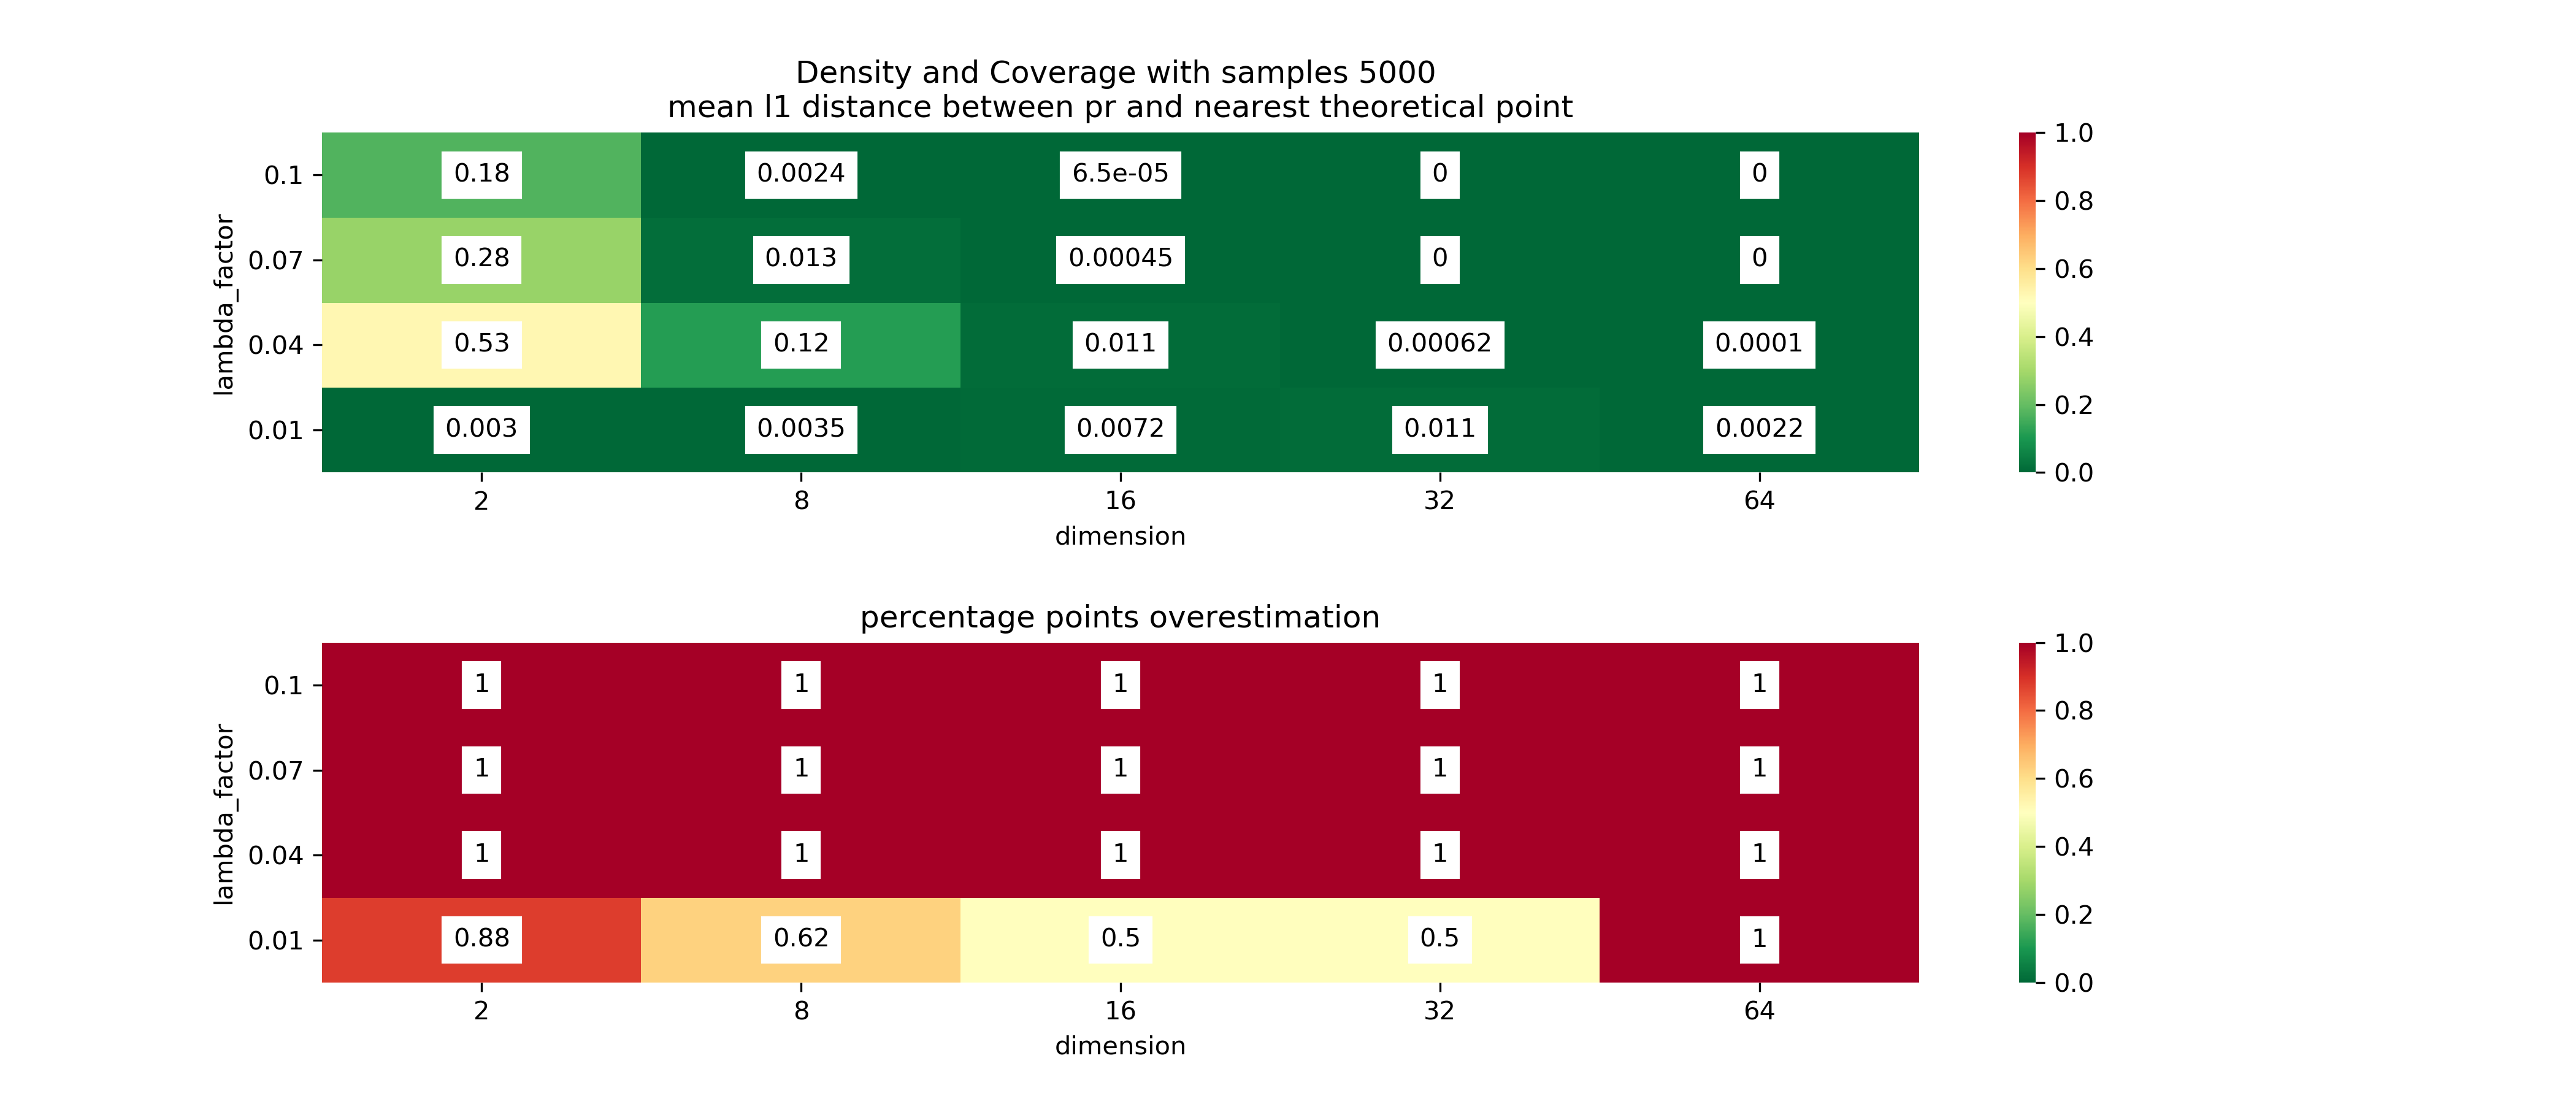 Density and Coverage with samples 5000
mean l1 distance between pr and nearest theoretical point
lambda_factor
0.1 0.18 0.0024 6.5e-05 0 0
0.07 0.28 0.013 0.00045 0 0
0.04 0.53 0.12 0.011 0.00062 0.0001
0.01 0.003 0.0035 0.0072 0.011 0.0022
2 8 16 32 64
dimension
1.0
0.8
0.6
0.4
0.2
0.0
percentage points overestimation
lambda_factor
0.1 1 1 1 1 1
0.07 1 1 1 1 1
0.04 1 1 1 1 1
0.01 0.88 0.62 0.5 0.5 1
2 8 16 32 64
dimension
1.0
0.8
0.6
0.4
0.2
0.0